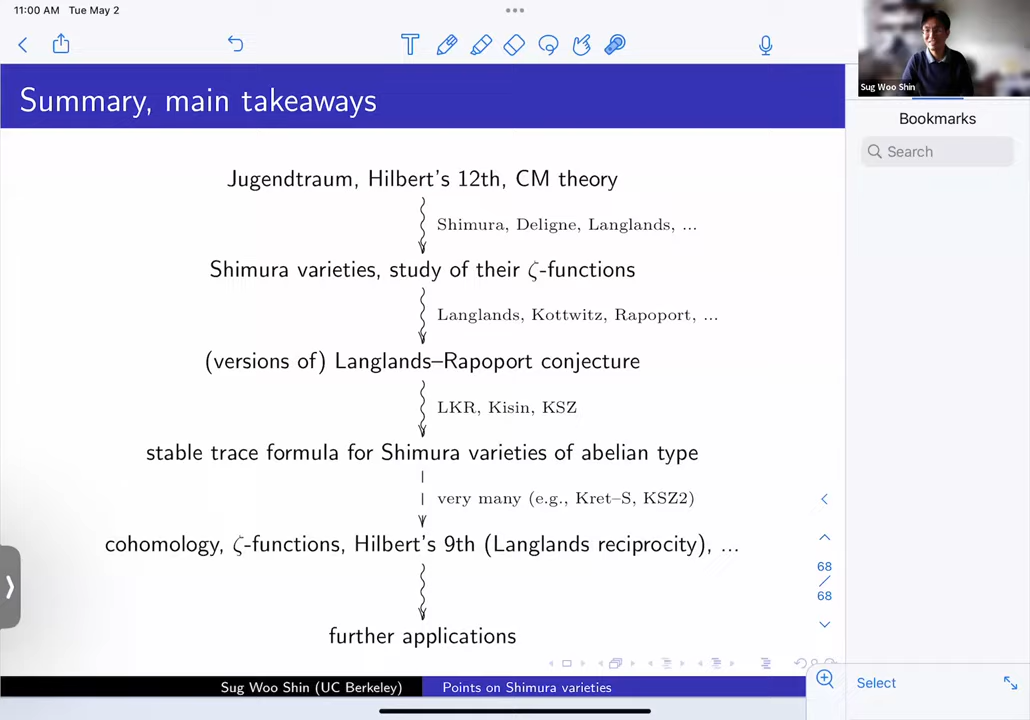 11:00 AM Tue May 2
Sug Woo Shin
Bookmarks
Search
Summary, main takeaways
Jugendtraum, Hilbert's 12th, CM theory
Shimura, Deligne, Langlands, ...
Shimura varieties, study of their ζ-functions
Langlands, Kottwitz, Rapoport, ...
(versions of) Langlands–Rapoport conjecture
LKR, Kisin, KSZ
stable trace formula for Shimura varieties of abelian type
very many (e.g., Kret–S, KSZ2)
cohomology, ζ-functions, Hilbert's 9th (Langlands reciprocity), ...
further applications
68
/
68
Sug Woo Shin (UC Berkeley)
Points on Shimura varieties
Select